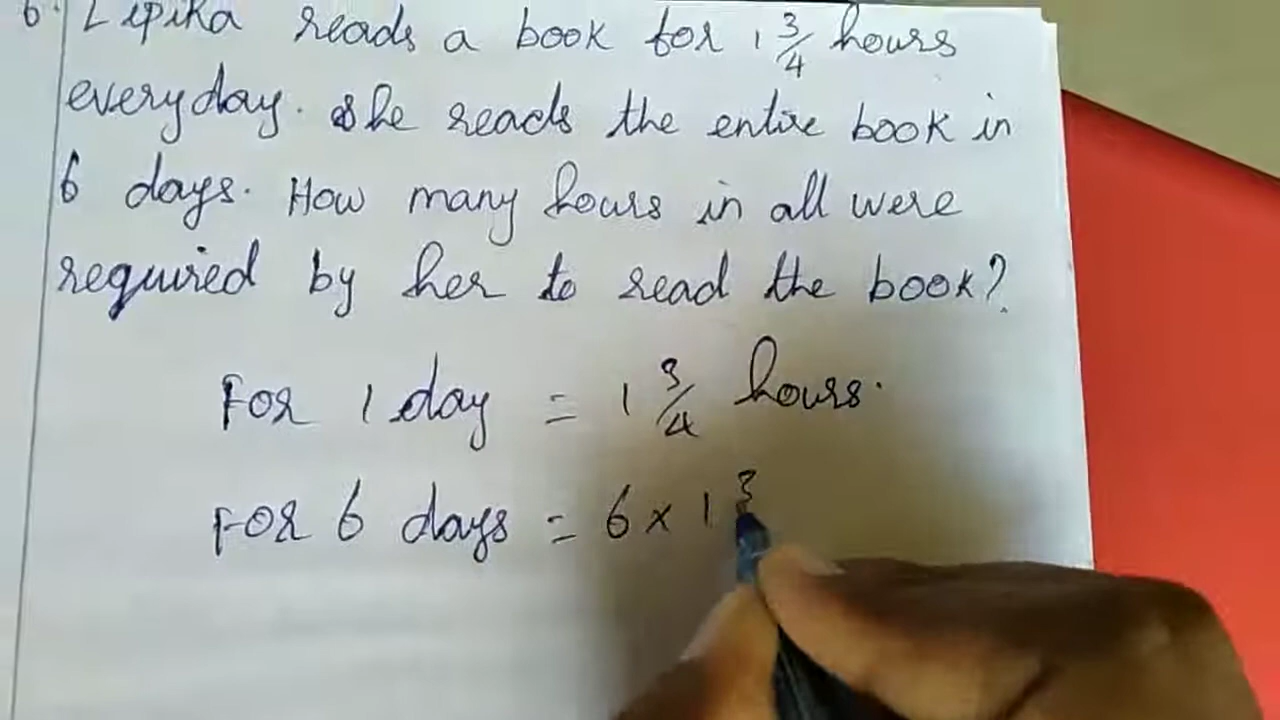 6. Lipika reads a book for 1 3/4 hours
everyday. She reads the entire book in
6 days. How many hours in all were
required by her to read the book?
For 1 day = 1 3/4 hours.
For 6 days = 6 x 1 3